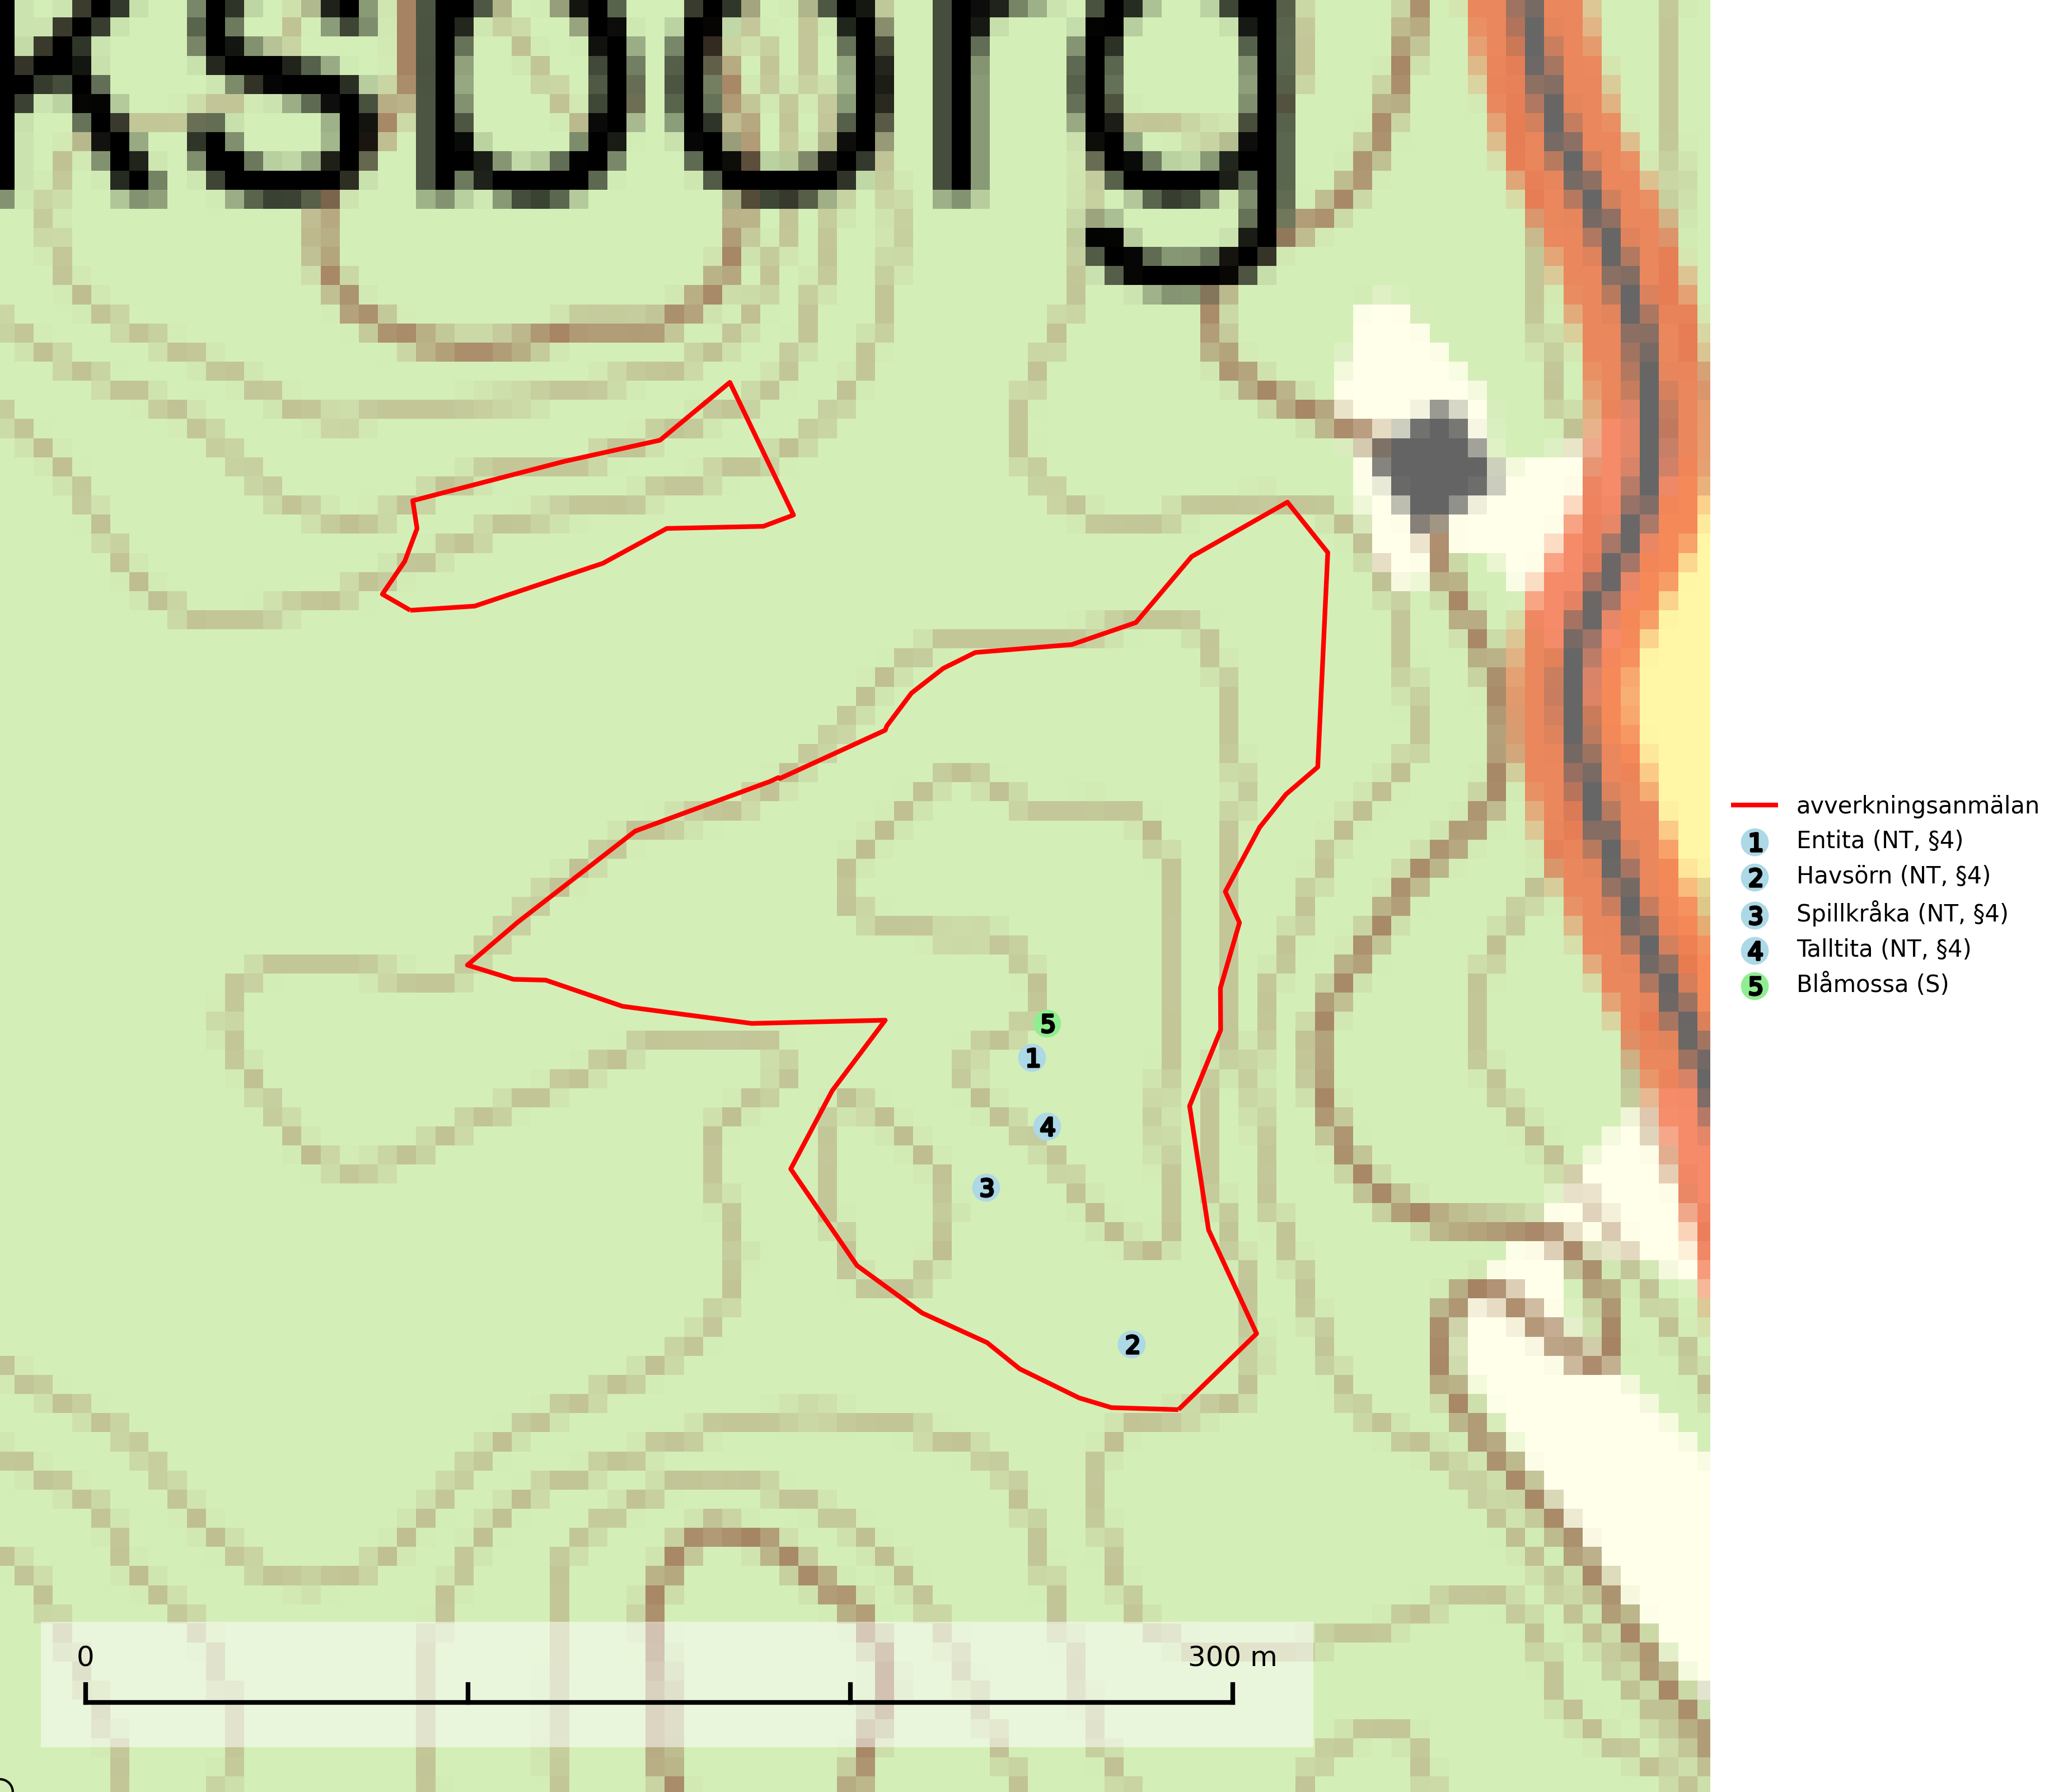 ksborg
avverkningsanmälan
1 Entita (NT, §4)
2 Havsörn (NT, §4)
3 Spillkråka (NT, §4)
4 Talltita (NT, §4)
5 Blåmossa (S)
5
1
4
3
2
0 300 m